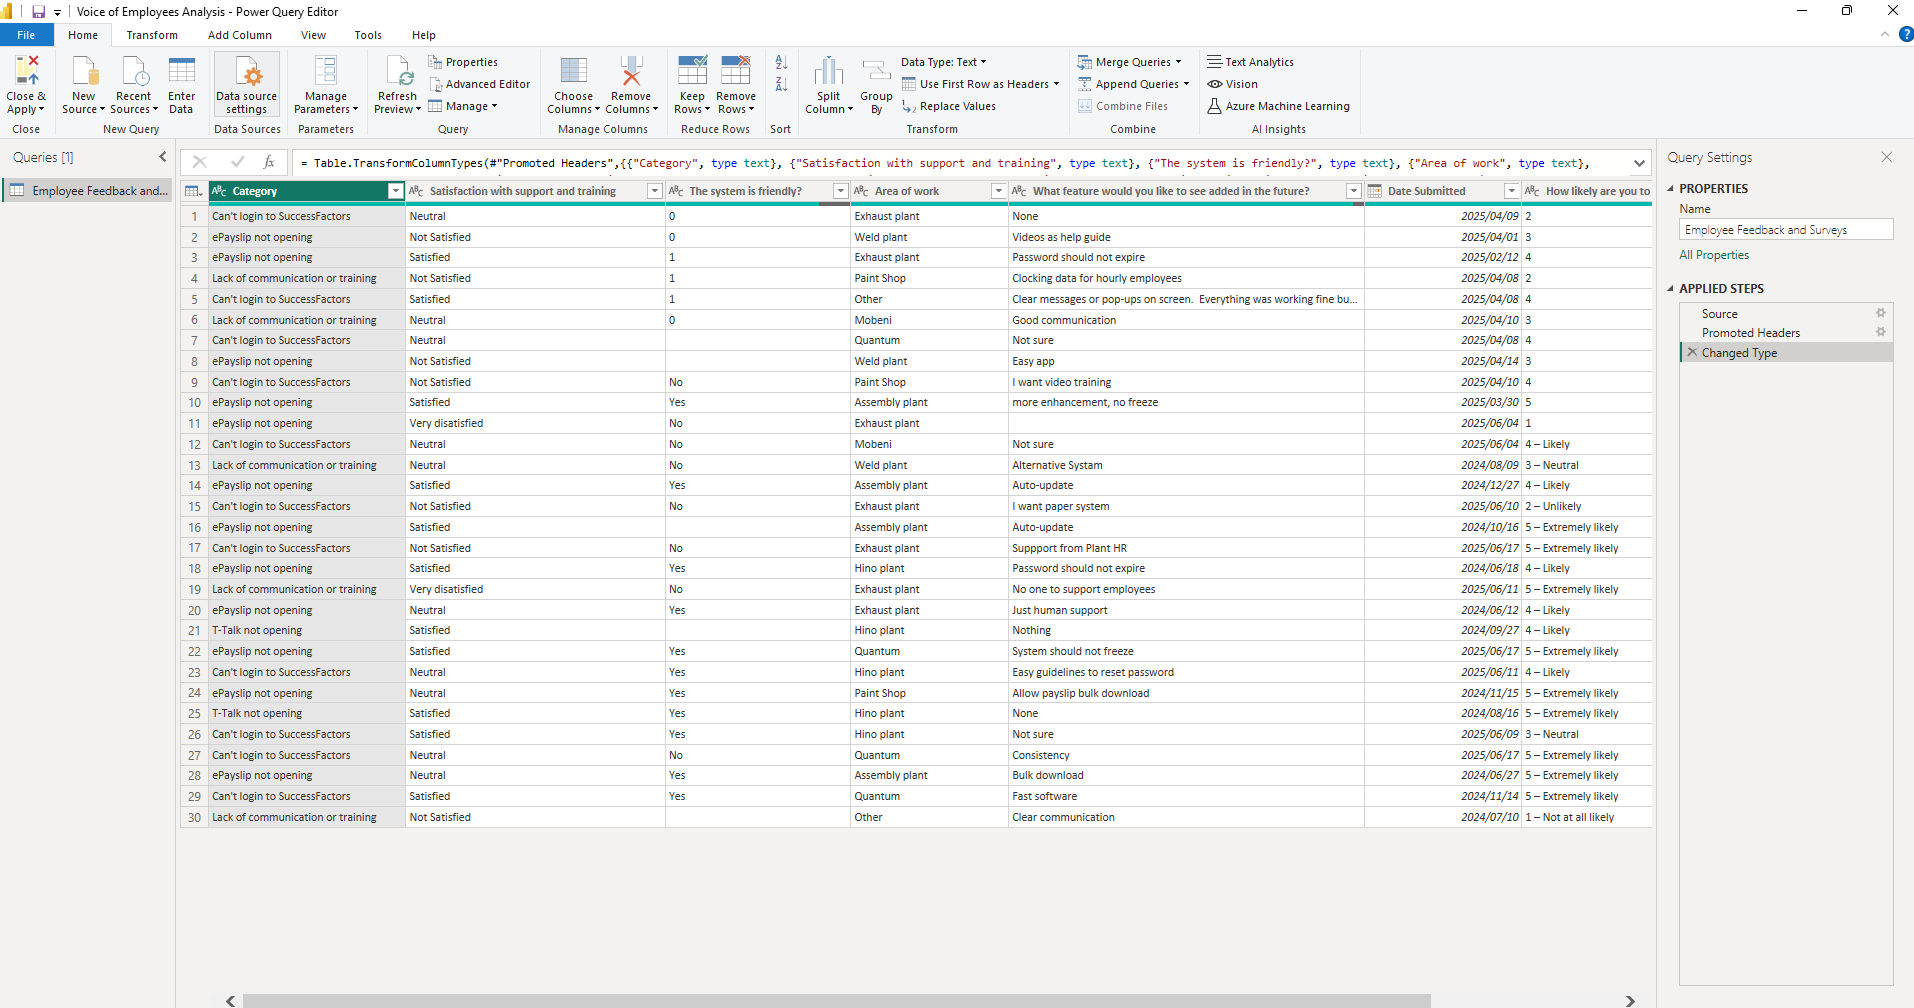 Voice of Employees Analysis - Power Query Editor
File Home Transform Add Column View Tools Help
Close & Apply
New Source
Recent Sources
Enter Data
Data source settings
Manage Parameters
Refresh Preview
Properties
Advanced Editor
Manage
Choose Columns
Remove Columns
Keep Rows
Remove Rows
Split Column
Group By
Data Type: Text
Use First Row as Headers
Replace Values
Merge Queries
Append Queries
Combine Files
Text Analytics
Vision
Azure Machine Learning
Close New Query Data Sources Parameters Query Manage Columns Reduce Rows Sort Transform Combine AI Insights
Queries [1]
Employee Feedback and...
fx = Table.TransformColumnTypes(#"Promoted Headers",{{"Category", type text}, {"Satisfaction with support and training", type text}, {"The system is friendly?", type text}, {"Area of work", type text},
Category Satisfaction with support and training The system is friendly? Area of work What feature would you like to see added in the future? Date Submitted How likely are you to
1 Can't login to SuccessFactors Neutral 0 Exhaust plant None 2025/04/09 2
2 ePayslip not opening Not Satisfied 0 Weld plant Videos as help guide 2025/04/01 3
3 ePayslip not opening Satisfied 1 Exhaust plant Password should not expire 2025/02/12 4
4 Lack of communication or training Not Satisfied 1 Paint Shop Clocking data for hourly employees 2025/04/08 2
5 Can't login to SuccessFactors Satisfied 1 Other Clear messages or pop-ups on screen. Everything was working fine bu... 2025/04/08 4
6 Lack of communication or training Neutral 0 Mobeni Good communication 2025/04/10 3
7 Can't login to SuccessFactors Neutral Quantum Not sure 2025/04/08 4
8 ePayslip not opening Not Satisfied Weld plant Easy app 2025/04/14 3
9 Can't login to SuccessFactors Not Satisfied No Paint Shop I want video training 2025/04/10 4
10 ePayslip not opening Satisfied Yes Assembly plant more enhancement, no freeze 2025/03/30 5
11 ePayslip not opening Very disatisfied No Exhaust plant 2025/06/04 1
12 Can't login to SuccessFactors Neutral No Mobeni Not sure 2025/06/04 4 – Likely
13 Lack of communication or training Neutral No Weld plant Alternative Systam 2024/08/09 3 – Neutral
14 ePayslip not opening Satisfied Yes Assembly plant Auto-update 2024/12/27 4 – Likely
15 Can't login to SuccessFactors Not Satisfied No Exhaust plant I want paper system 2025/06/10 2 – Unlikely
16 ePayslip not opening Satisfied Assembly plant Auto-update 2024/10/16 5 – Extremely likely
17 Can't login to SuccessFactors Not Satisfied No Exhaust plant Suppport from Plant HR 2025/06/17 5 – Extremely likely
18 ePayslip not opening Satisfied Yes Hino plant Password should not expire 2024/06/18 4 – Likely
19 Lack of communication or training Very disatisfied No Exhaust plant No one to support employees 2025/06/11 5 – Extremely likely
20 ePayslip not opening Neutral Yes Exhaust plant Just human support 2024/06/12 4 – Likely
21 T-Talk not opening Satisfied Hino plant Nothing 2024/09/27 4 – Likely
22 ePayslip not opening Satisfied Yes Quantum System should not freeze 2025/06/17 5 – Extremely likely
23 Can't login to SuccessFactors Neutral Yes Hino plant Easy guidelines to reset password 2025/06/11 4 – Likely
24 ePayslip not opening Neutral Yes Paint Shop Allow payslip bulk download 2024/11/15 5 – Extremely likely
25 T-Talk not opening Satisfied Yes Hino plant None 2024/08/16 5 – Extremely likely
26 Can't login to SuccessFactors Satisfied Yes Hino plant Not sure 2025/06/09 3 – Neutral
27 Can't login to SuccessFactors Neutral No Quantum Consistency 2025/06/17 5 – Extremely likely
28 ePayslip not opening Neutral Yes Assembly plant Bulk download 2024/06/27 5 – Extremely likely
29 Can't login to SuccessFactors Satisfied Yes Quantum Fast software 2024/11/14 5 – Extremely likely
30 Lack of communication or training Not Satisfied Other Clear communication 2024/07/10 1 – Not at all likely
Query Settings
PROPERTIES
Name
Employee Feedback and Surveys
All Properties
APPLIED STEPS
Source
Promoted Headers
Changed Type